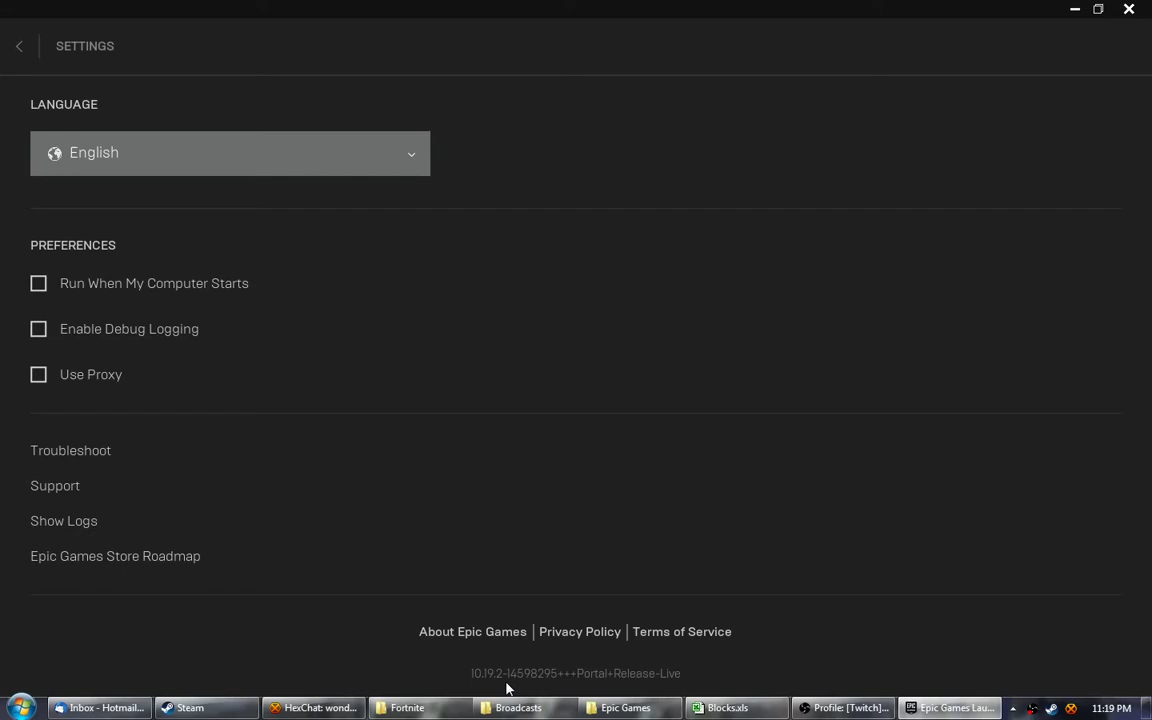 SETTINGS
LANGUAGE
English
PREFERENCES
Run When My Computer Starts
Enable Debug Logging
Use Proxy
Troubleshoot
Support
Show Logs
Epic Games Store Roadmap
About Epic Games | Privacy Policy | Terms of Service
10.19.2-14598295+++Portal+Release-Live
Inbox - Hotmail... Steam HexChat: wond... Fortnite Broadcasts Epic Games Blocks.xls Profile: [Twitch]... Epic Games Lau... 11:19 PM